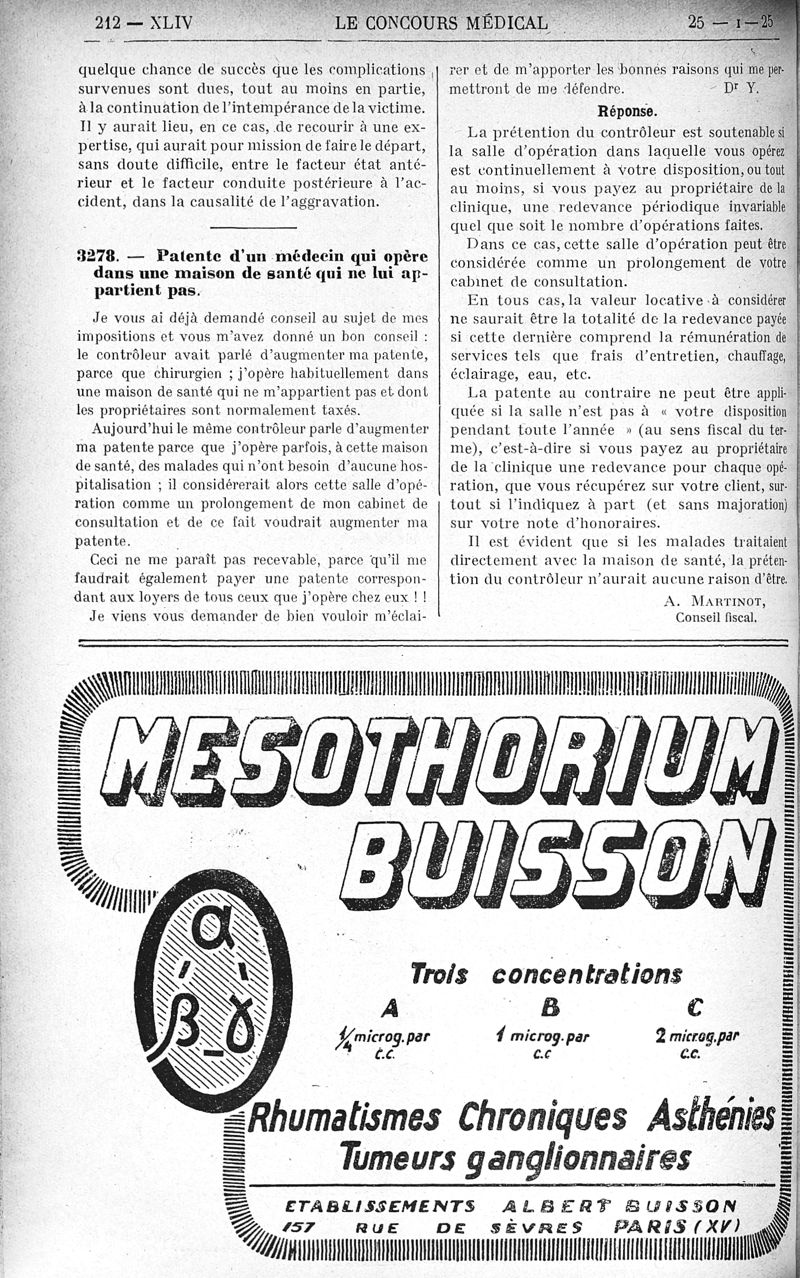 212 — XLIV LE CONCOURS MÉDICAL 25 — I — 25
quelque chance de succès que les complications
survenues sont dues, tout au moins en partie,
à la continuation de l'intempérance de la victime.
Il y aurait lieu, en ce cas, de recourir à une ex-
pertise, qui aurait pour mission de faire le départ,
sans doute difficile, entre le facteur état anté-
rieur et le facteur conduite postérieure à l'ac-
cident, dans la causalité de l'aggravation.
3278. — Patente d'un médecin qui opère
dans une maison de santé qui ne lui ap-
partient pas.
Je vous ai déjà demandé conseil au sujet de mes
impositions et vous m'avez donné un bon conseil :
le contrôleur avait parlé d'augmenter ma patente,
parce que chirurgien ; j'opère habituellement dans
une maison de santé qui ne m'appartient pas et dont
les propriétaires sont normalement taxés.
Aujourd'hui le même contrôleur parle d'augmenter
ma patente parce que j'opère parfois, à cette maison
de santé, des malades qui n'ont besoin d'aucune hos-
pitalisation ; il considérerait alors cette salle d'opé-
ration comme un prolongement de mon cabinet de
consultation et de ce fait voudrait augmenter ma
patente.
Ceci ne me paraît pas recevable, parce qu'il me
faudrait également payer une patente correspon-
dant aux loyers de tous ceux que j'opère chez eux ! !
Je viens vous demander de bien vouloir m'éclai-
rer et de m'apporter les bonnes raisons qui me per-
mettront de me défendre. Dr Y.
Réponse.
La prétention du contrôleur est soutenable si
la salle d'opération dans laquelle vous opérez
est continuellement à votre disposition, ou tout
au moins, si vous payez au propriétaire de la
clinique, une redevance périodique invariable
quel que soit le nombre d'opérations faites.
Dans ce cas, cette salle d'opération peut être
considérée comme un prolongement de votre
cabinet de consultation.
En tous cas, la valeur locative à considérer
ne saurait être la totalité de la redevance payée
si cette dernière comprend la rémunération de
services tels que frais d'entretien, chauffage,
éclairage, eau, etc.
La patente au contraire ne peut être appli-
quée si la salle n'est pas à « votre disposition
pendant toute l'année » (au sens fiscal du ter-
me), c'est-à-dire si vous payez au propriétaire
de la clinique une redevance pour chaque opé-
ration, que vous récupérez sur votre client, sur-
tout si l'indiquez à part (et sans majoration)
sur votre note d'honoraires.
Il est évident que si les malades traitaient
directement avec la maison de santé, la préten-
tion du contrôleur n'aurait aucune raison d'être.
A. MARTINOT,
Conseil fiscal.
MESOTHORIUM
BUISSON
α
β - γ
Trois concentrations
A B C
1/4 microg. par 1 microg. par 2 microg. par
c.c. c.c c.c.
Rhumatismes Chroniques Asthénies
Tumeurs ganglionnaires
ETABLISSEMENTS ALBERT BUISSON
157 RUE DE SÈVRES PARIS (XV)